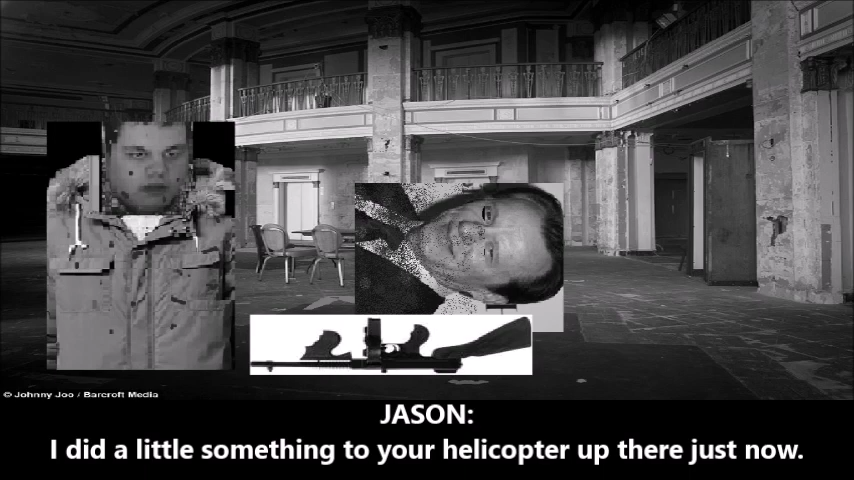 © Johnny Joo / Barcroft Media
JASON:
I did a little something to your helicopter up there just now.